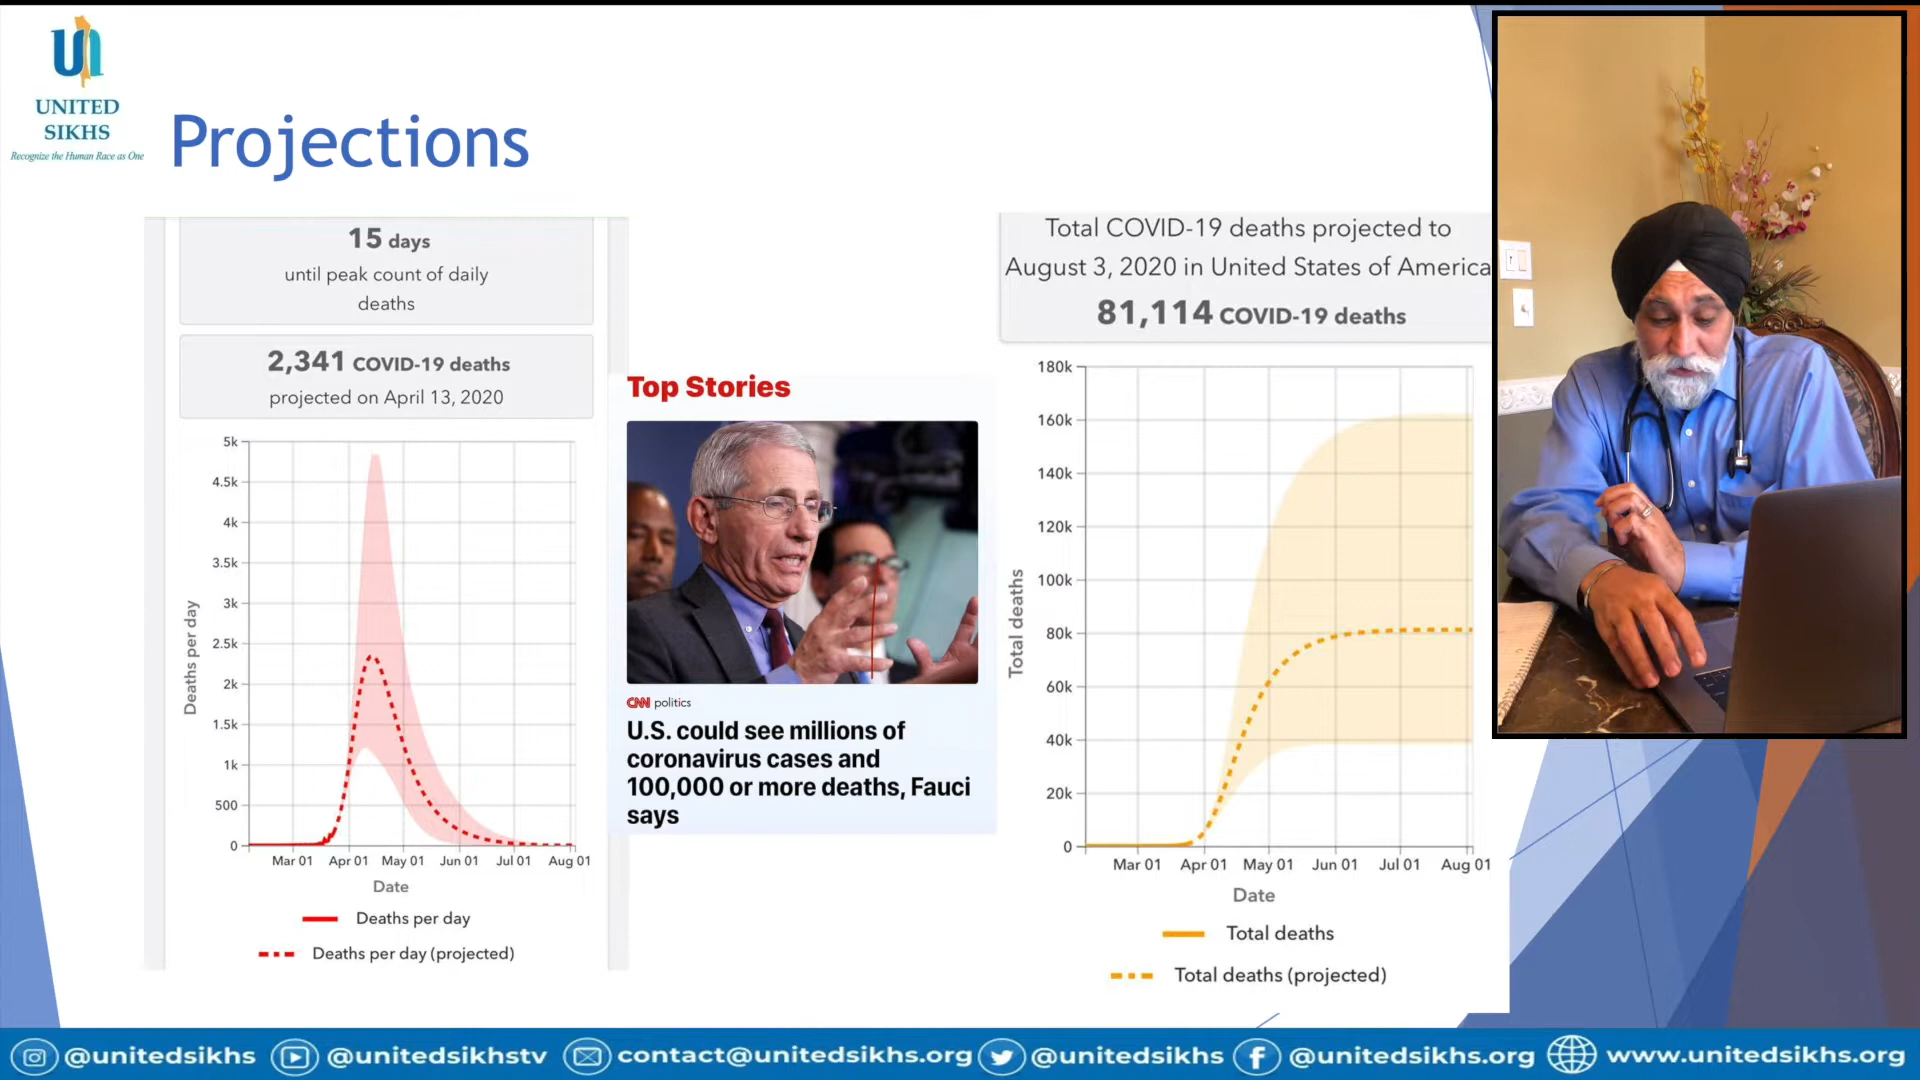 UNITED
SIKHS
Recognize the Human Race as One
Projections
15 days
until peak count of daily
deaths
2,341 COVID-19 deaths
projected on April 13, 2020
5k
4.5k
4k
3.5k
3k
2.5k
2k
1.5k
1k
500
0
Deaths per day
Mar 01 Apr 01 May 01 Jun 01 Jul 01 Aug 01
Date
Deaths per day
Deaths per day (projected)
Top Stories
CNN politics
U.S. could see millions of
coronavirus cases and
100,000 or more deaths, Fauci
says
Total COVID-19 deaths projected to
August 3, 2020 in United States of America
81,114 COVID-19 deaths
180k
160k
140k
120k
100k
80k
60k
40k
20k
0
Total deaths
Mar 01 Apr 01 May 01 Jun 01 Jul 01 Aug 01
Date
Total deaths
Total deaths (projected)
@unitedsikhs @unitedsikhstv contact@unitedsikhs.org @unitedsikhs @unitedsikhs.org www.unitedsikhs.org